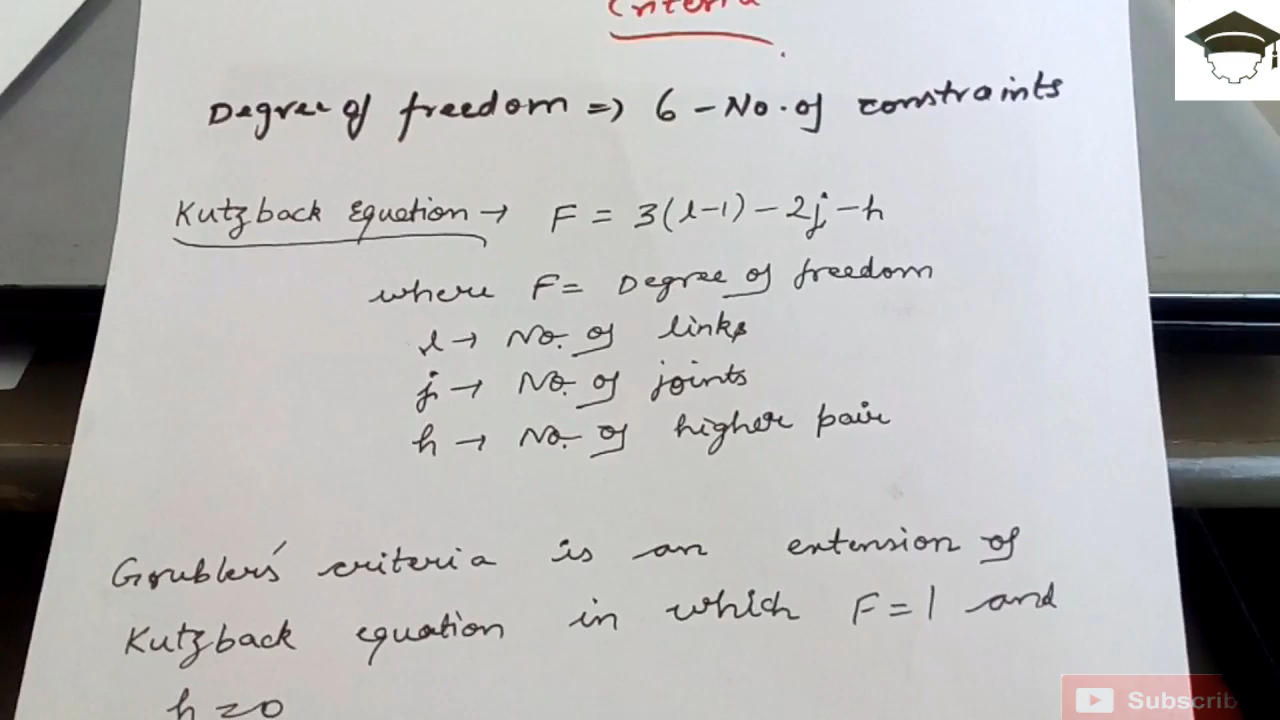 Criteria
Degree of freedom => 6 - No. of constraints
Kutzback Equation → F = 3(l-1) - 2j - h
where F = Degree of freedom
l → No. of links
j → No. of joints
h → No. of higher pair
Grubler's criteria is an extension of
Kutzback equation in which F = 1 and
h = 0
Subscrib